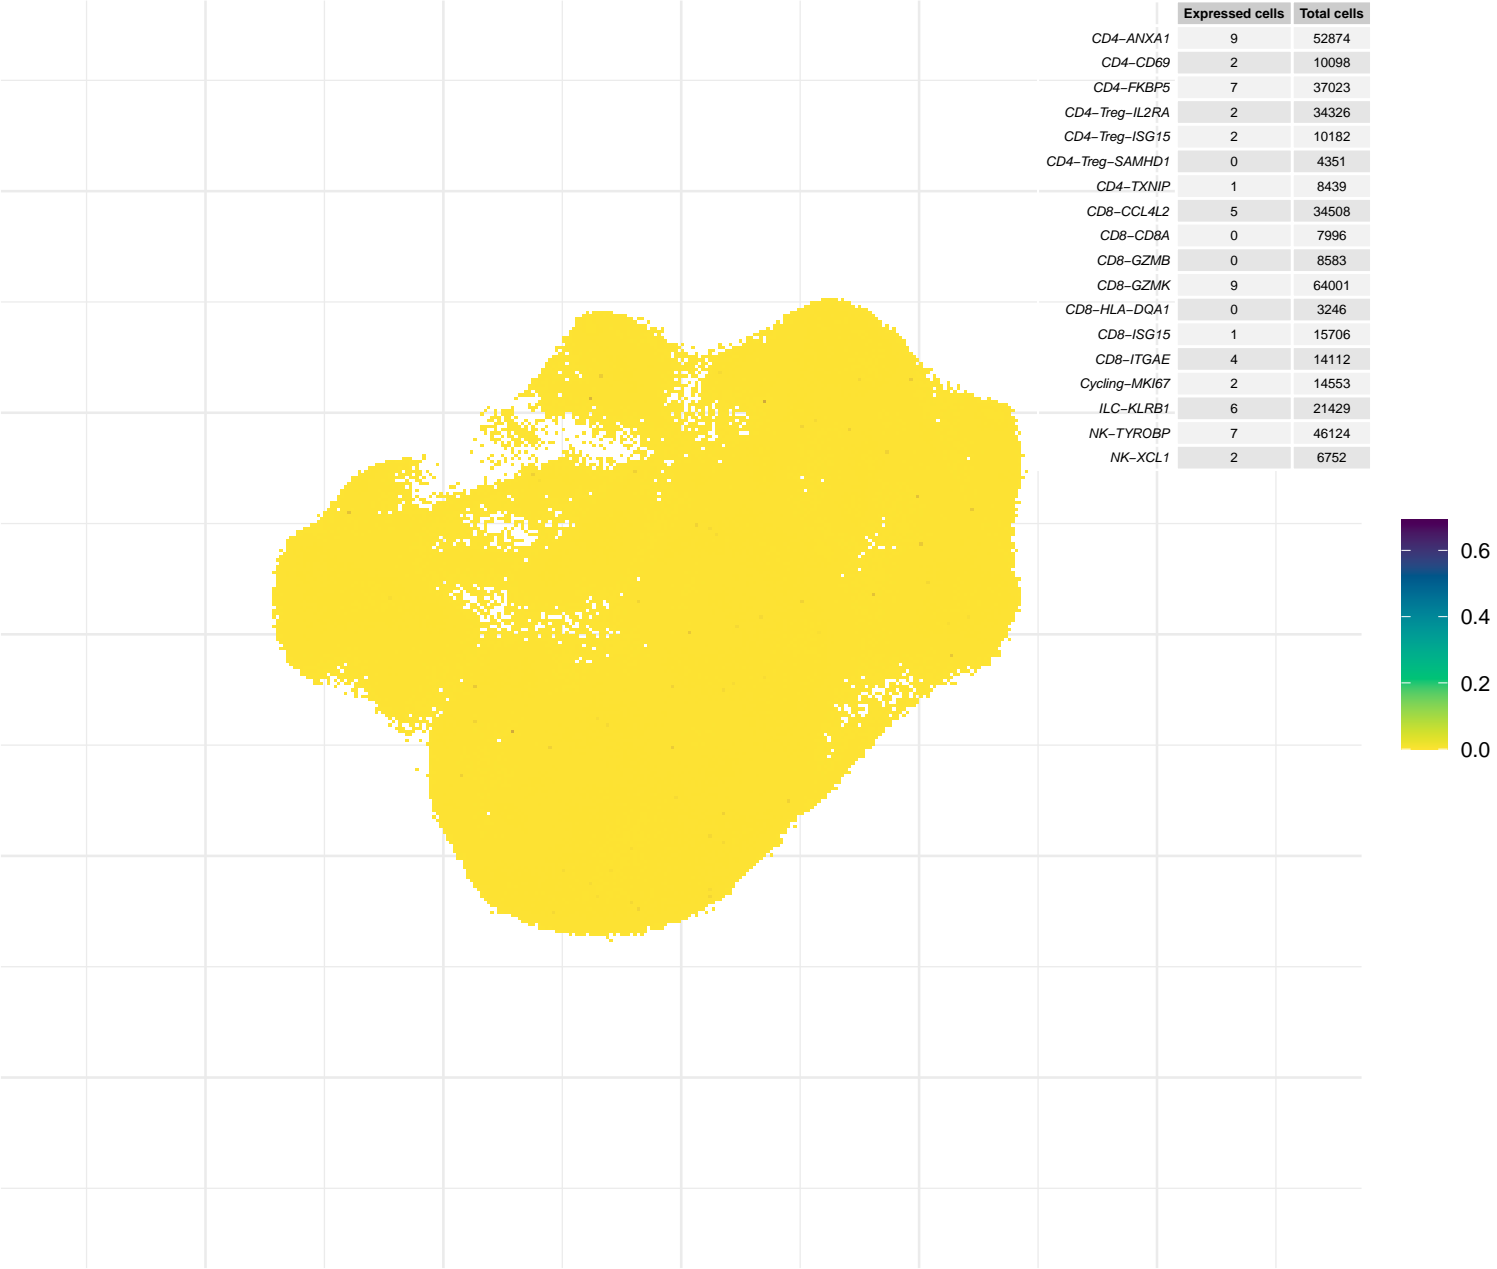 Expressed cells Total cells
CD4−ANXA1 9 52874
CD4−CD69 2 10098
CD4−FKBP5 7 37023
CD4−Treg−IL2RA 2 34326
CD4−Treg−ISG15 2 10182
CD4−Treg−SAMHD1 0 4351
CD4−TXNIP 1 8439
CD8−CCL4L2 5 34508
CD8−CD8A 0 7996
CD8−GZMB 0 8583
CD8−GZMK 9 64001
CD8−HLA−DQA1 0 3246
CD8−ISG15 1 15706
CD8−ITGAE 4 14112
Cycling−MKI67 2 14553
ILC−KLRB1 6 21429
NK−TYROBP 7 46124
NK−XCL1 2 6752
0.6
0.4
0.2
0.0